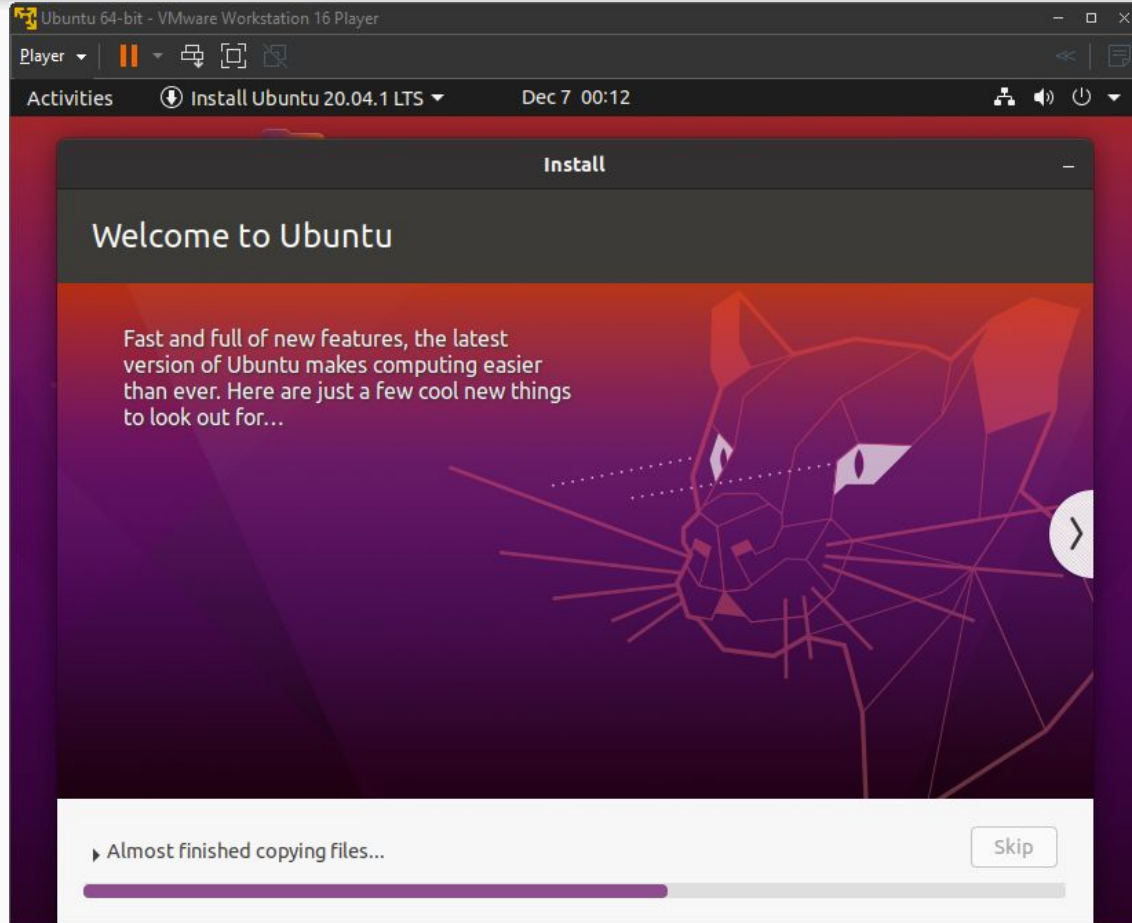 Ubuntu 64-bit - VMware Workstation 16 Player
Player
Activities Install Ubuntu 20.04.1 LTS Dec 7 00:12
Install
Welcome to Ubuntu
Fast and full of new features, the latest
version of Ubuntu makes computing easier
than ever. Here are just a few cool new things
to look out for…
Almost finished copying files...
Skip